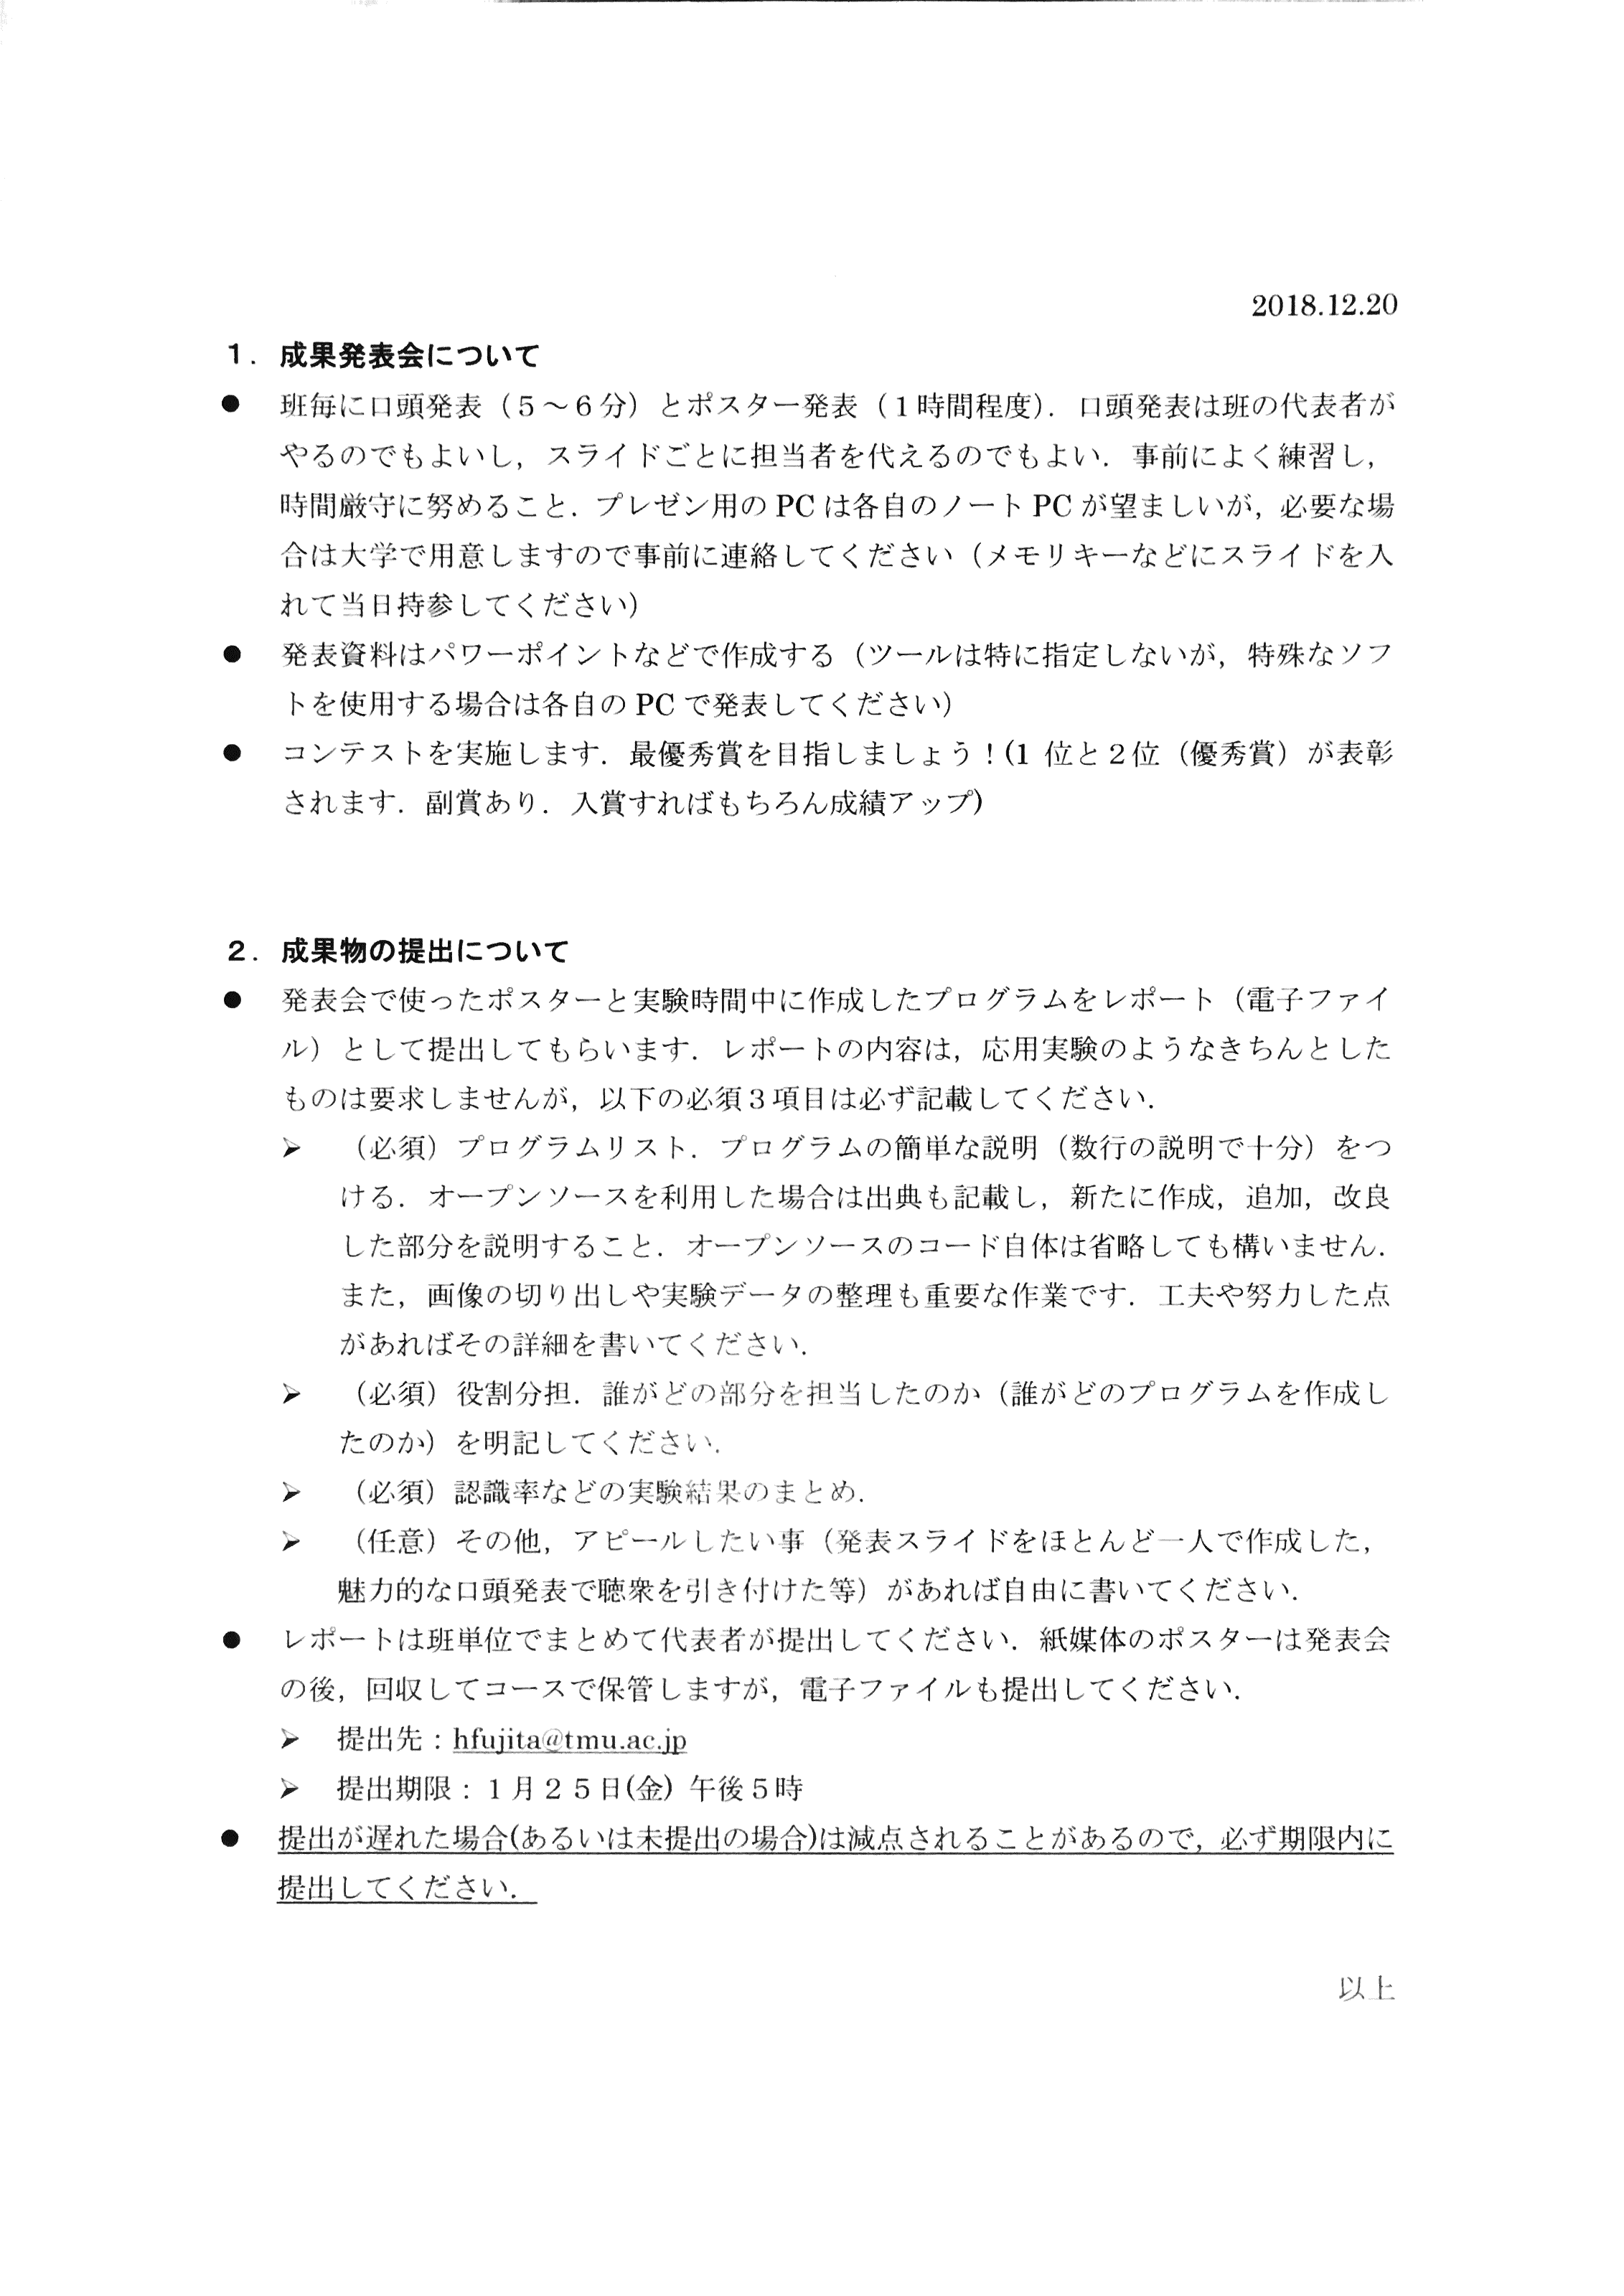 2018.12.20
１．成果発表会について
● 班毎に口頭発表（５～６分）とポスター発表（１時間程度）．口頭発表は班の代表者が
やるのでもよいし，スライドごとに担当者を代えるのでもよい．事前によく練習し，
時間厳守に努めること．プレゼン用の PC は各自のノート PC が望ましいが，必要な場
合は大学で用意しますので事前に連絡してください（メモリキーなどにスライドを入
れて当日持参してください）
● 発表資料はパワーポイントなどで作成する（ツールは特に指定しないが，特殊なソフ
トを使用する場合は各自の PC で発表してください）
● コンテストを実施します．最優秀賞を目指しましょう！(1 位と２位（優秀賞）が表彰
されます．副賞あり．入賞すればもちろん成績アップ)
２．成果物の提出について
● 発表会で使ったポスターと実験時間中に作成したプログラムをレポート（電子ファイ
ル）として提出してもらいます．レポートの内容は，応用実験のようなきちんとした
ものは要求しませんが，以下の必須３項目は必ず記載してください．
➢ （必須）プログラムリスト．プログラムの簡単な説明（数行の説明で十分）をつ
ける．オープンソースを利用した場合は出典も記載し，新たに作成，追加，改良
した部分を説明すること．オープンソースのコード自体は省略しても構いません．
また，画像の切り出しや実験データの整理も重要な作業です．工夫や努力した点
があればその詳細を書いてください．
➢ （必須）役割分担．誰がどの部分を担当したのか（誰がどのプログラムを作成し
たのか）を明記してください．
➢ （必須）認識率などの実験結果のまとめ．
➢ （任意）その他，アピールしたい事（発表スライドをほとんど一人で作成した，
魅力的な口頭発表で聴衆を引き付けた等）があれば自由に書いてください．
● レポートは班単位でまとめて代表者が提出してください．紙媒体のポスターは発表会
の後，回収してコースで保管しますが，電子ファイルも提出してください．
➢ 提出先：hfujita@tmu.ac.jp
➢ 提出期限：１月２５日(金) 午後５時
● 提出が遅れた場合(あるいは未提出の場合)は減点されることがあるので，必ず期限内に
提出してください．
以上